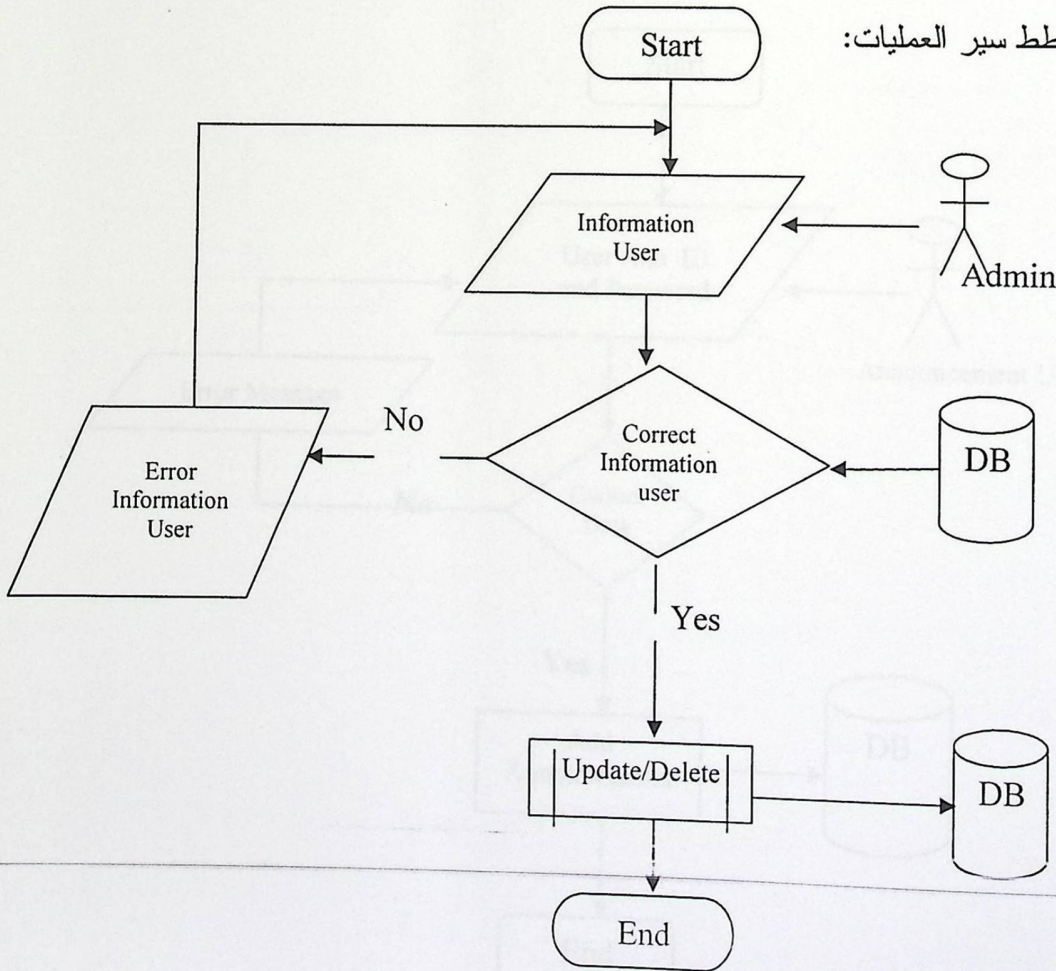 طط سير العمليات:
Start
Information
User
Admin
Correct
Information
user
DB
No
Error
Information
User
Yes
Update/Delete
DB
End